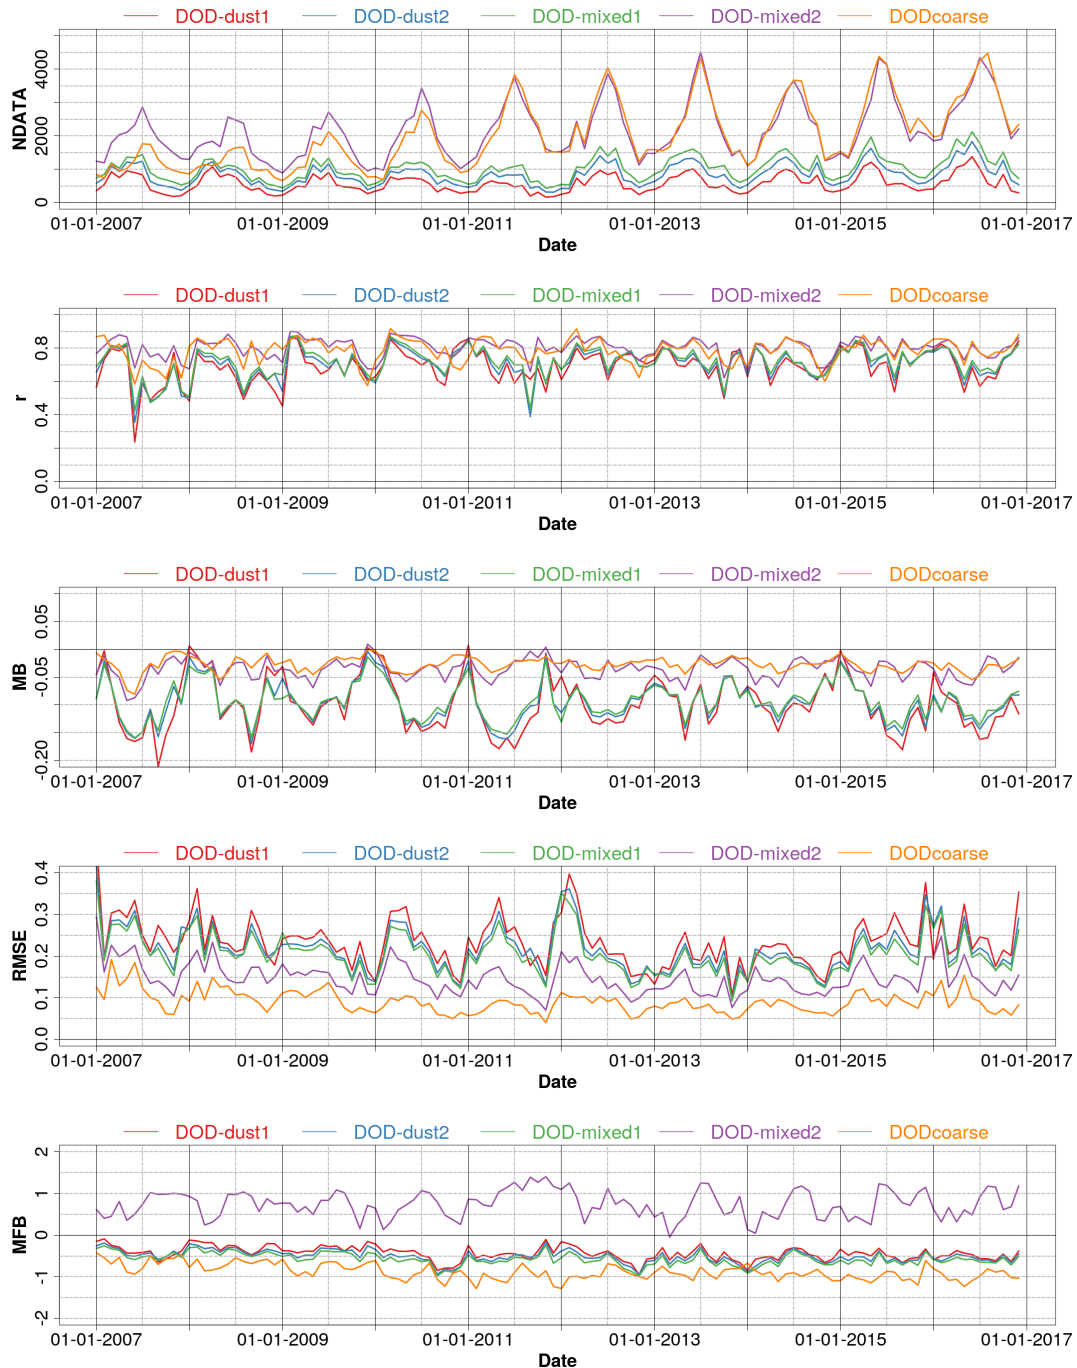 DOD-dust1 DOD-dust2 DOD-mixed1 DOD-mixed2 DODcoarse
NDATA
4000
2000
0
01-01-2007 01-01-2009 01-01-2011 01-01-2013 01-01-2015 01-01-2017
Date
DOD-dust1 DOD-dust2 DOD-mixed1 DOD-mixed2 DODcoarse
r
0.8
0.4
0.0
01-01-2007 01-01-2009 01-01-2011 01-01-2013 01-01-2015 01-01-2017
Date
DOD-dust1 DOD-dust2 DOD-mixed1 DOD-mixed2 DODcoarse
MB
0.05
-0.05
-0.20
01-01-2007 01-01-2009 01-01-2011 01-01-2013 01-01-2015 01-01-2017
Date
DOD-dust1 DOD-dust2 DOD-mixed1 DOD-mixed2 DODcoarse
RMSE
0.4
0.3
0.2
0.1
0.0
01-01-2007 01-01-2009 01-01-2011 01-01-2013 01-01-2015 01-01-2017
Date
DOD-dust1 DOD-dust2 DOD-mixed1 DOD-mixed2 DODcoarse
MFB
2
1
0
-1
-2
01-01-2007 01-01-2009 01-01-2011 01-01-2013 01-01-2015 01-01-2017
Date